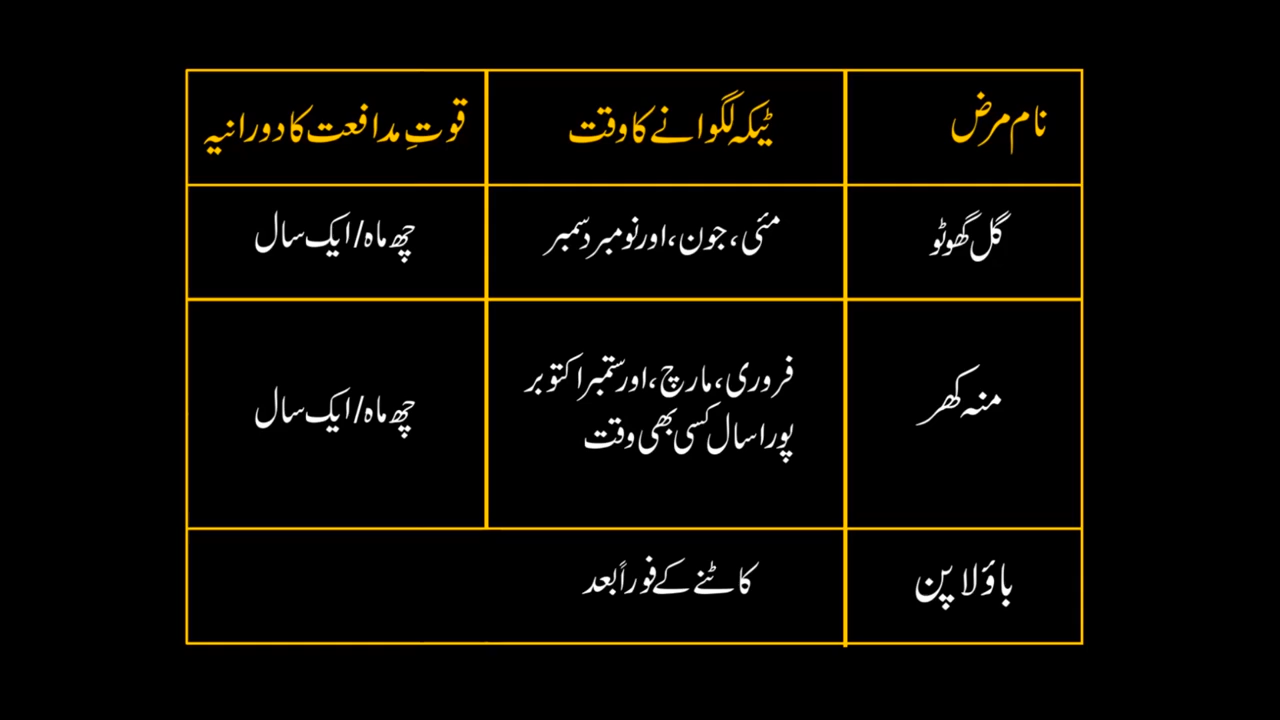 نام مرض
ٹیکہ لگوانے کا وقت
قوتِ مدافعت کا دورانیہ
گل گھوٹو
مئی، جون، اور نومبر دسمبر
چھ ماہ/ایک سال
منہ کھر
فروری، مارچ، اور ستمبر اکتوبر
پورا سال کسی بھی وقت
چھ ماہ/ایک سال
باؤلا پن
کاٹنے کے فوراً بعد